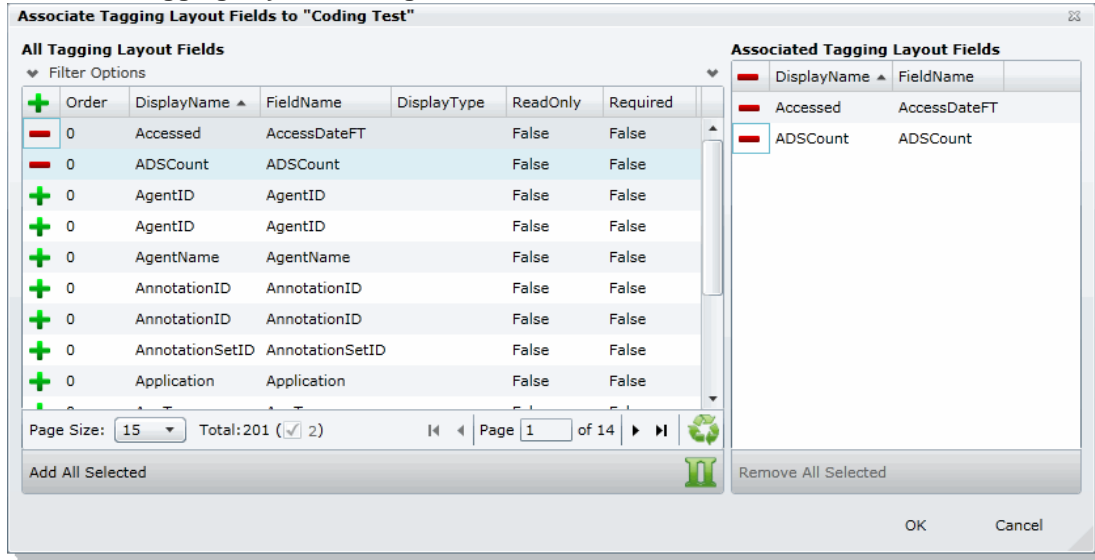 Associate Tagging Layout Fields to "Coding Test"
All Tagging Layout Fields
Filter Options
Order DisplayName FieldName DisplayType ReadOnly Required
0 Accessed AccessDateFT False False
0 ADSCount ADSCount False False
0 AgentID AgentID False False
0 AgentID AgentID False False
0 AgentName AgentName False False
0 AnnotationID AnnotationID False False
0 AnnotationID AnnotationID False False
0 AnnotationSetID AnnotationSetID False False
0 Application Application False False
Page Size: 15 Total:201 ( 2) Page 1 of 14
Add All Selected
Associated Tagging Layout Fields
DisplayName FieldName
Accessed AccessDateFT
ADSCount ADSCount
Remove All Selected
OK Cancel